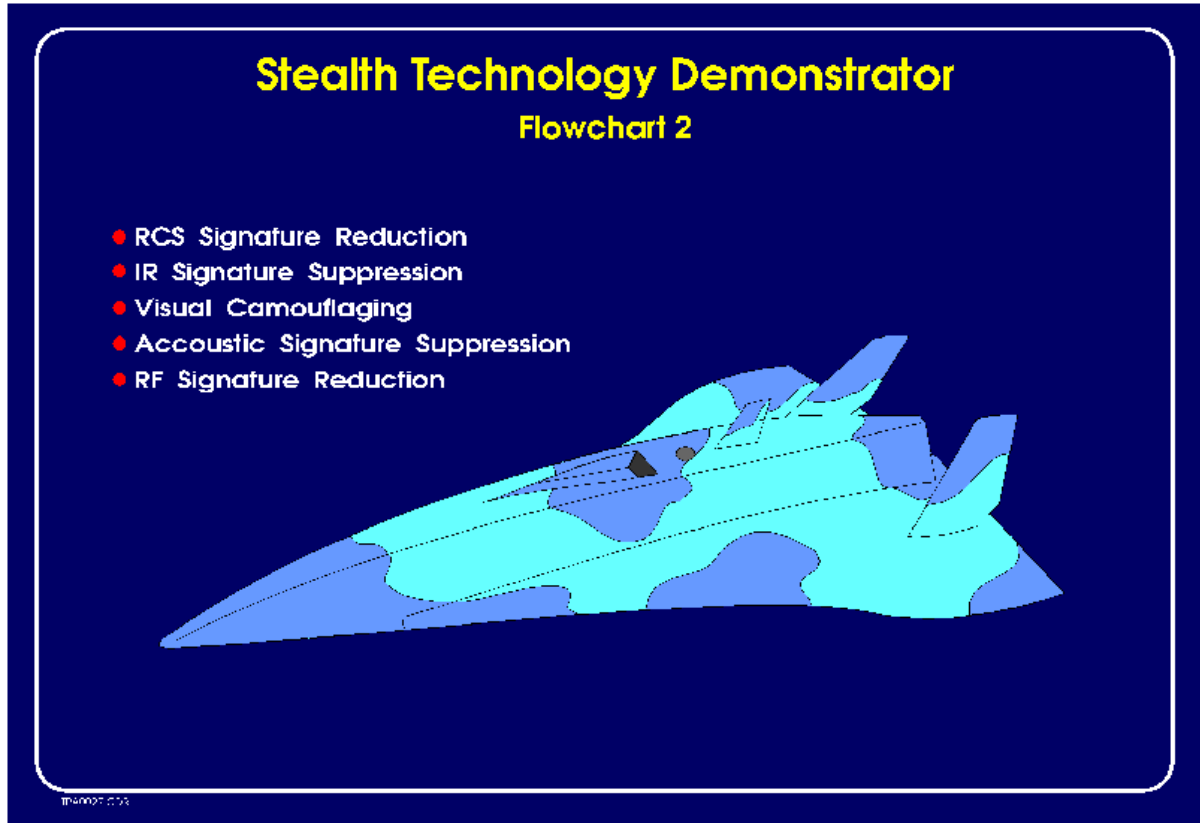 Stealth Technology Demonstrator
Flowchart 2
RCS Signature Reduction
IR Signature Suppression
Visual Camouflaging
Accoustic Signature Suppression
RF Signature Reduction